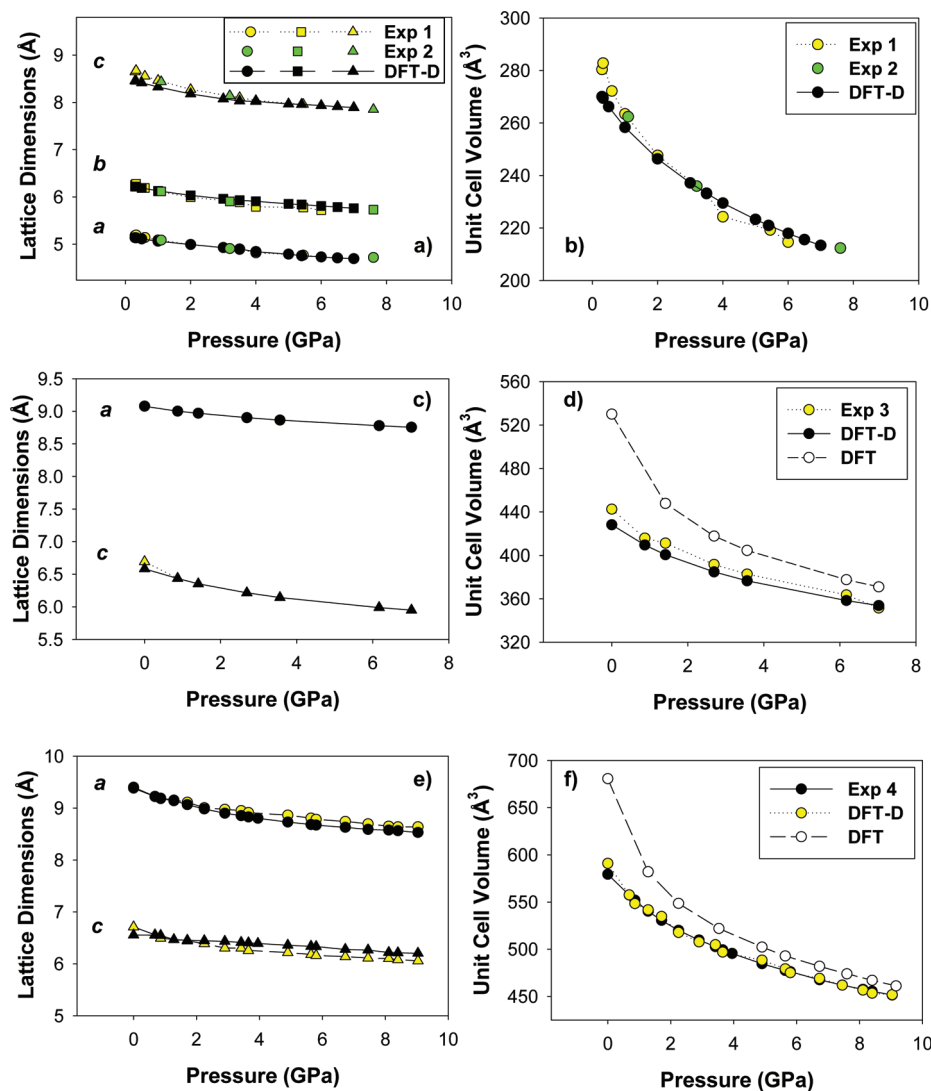 a)
Exp 1
Exp 2
DFT-D
c
b
a
9
8
7
6
5
0 2 4 6 8 10
Lattice Dimensions (Å)
Pressure (GPa)
b)
Exp 1
Exp 2
DFT-D
300
280
260
240
220
200
0 2 4 6 8 10
Unit Cell Volume (Å³)
Pressure (GPa)
c)
a
c
9.5
9.0
8.5
8.0
7.5
7.0
6.5
6.0
5.5
0 2 4 6 8
Lattice Dimensions (Å)
Pressure (GPa)
d)
Exp 3
DFT-D
DFT
560
520
480
440
400
360
320
0 2 4 6 8
Unit Cell Volume (Å³)
Pressure (GPa)
e)
a
c
10
9
8
7
6
5
0 2 4 6 8 10
Lattice Dimensions (Å)
Pressure (GPa)
f)
Exp 4
DFT-D
DFT
700
650
600
550
500
450
0 2 4 6 8 10
Unit Cell Volume (Å³)
Pressure (GPa)